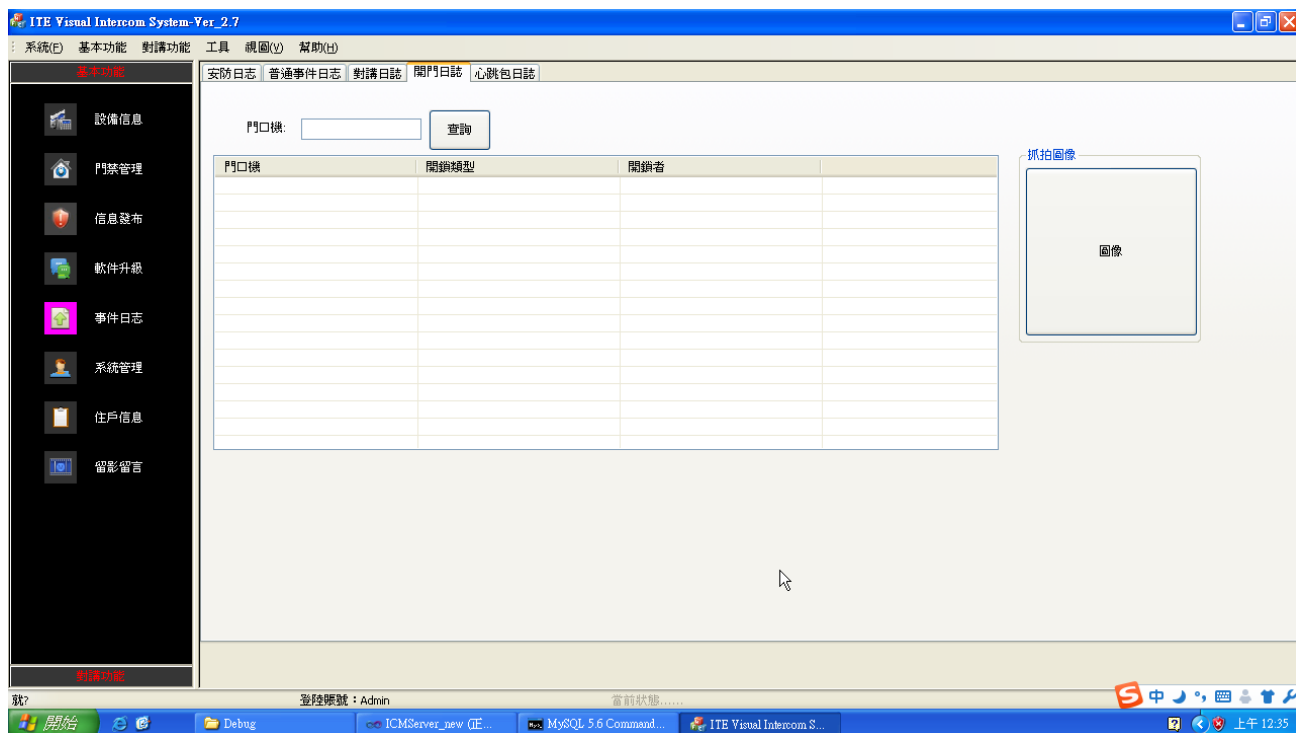 ITE Visual Intercom System-Ver_2.7
系統(F) 基本功能 對講功能 工具 視圖(V) 幫助(H)
基本功能
安防日志 普通事件日志 對講日誌 開門日誌 心跳包日誌
設備信息
門禁管理
信息發布
軟件升級
事件日志
系統管理
住戶信息
留影留言
門口機: 查詢
門口機 開鎖類型 開鎖者
抓拍圖像
圖像
對講功能
就?
登陸賬號：Admin
當前狀態......
中
開始 Debug ICMServer_new (正... MySQL 5.6 Command... ITE Visual Intercom S... 上午 12:35